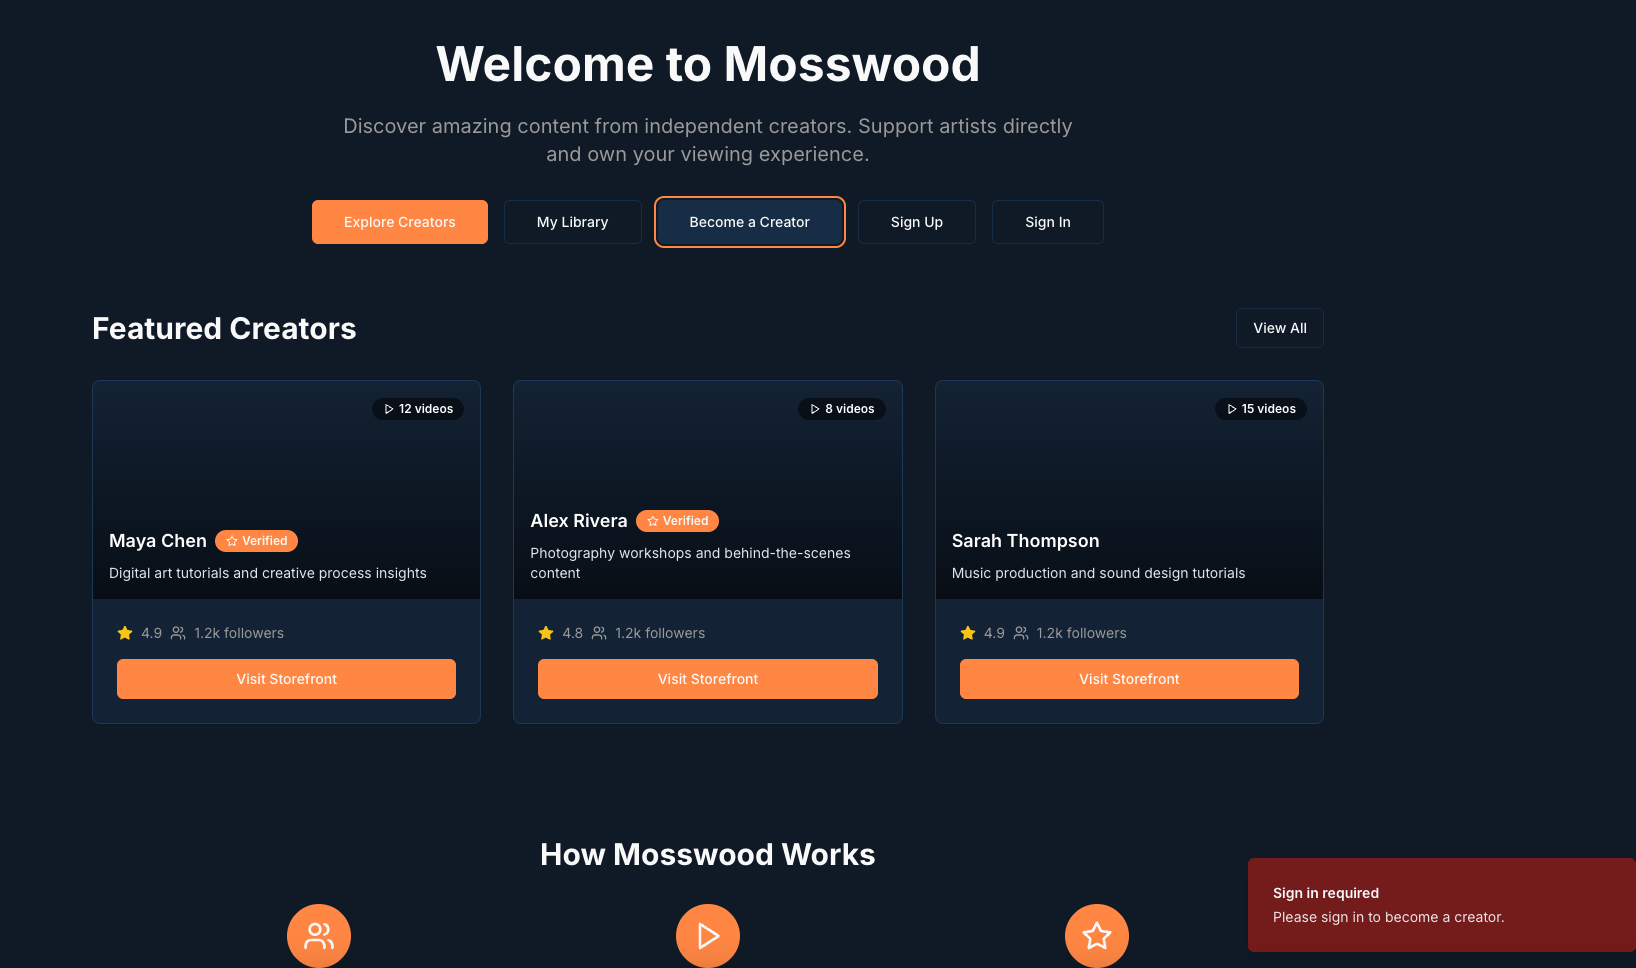 Welcome to Mosswood
Discover amazing content from independent creators. Support artists directly
and own your viewing experience.
Explore Creators
My Library
Become a Creator
Sign Up
Sign In
Featured Creators
View All
12 videos
Maya Chen
Verified
Digital art tutorials and creative process insights
4.9
1.2k followers
Visit Storefront
8 videos
Alex Rivera
Verified
Photography workshops and behind-the-scenes
content
4.8
1.2k followers
Visit Storefront
15 videos
Sarah Thompson
Music production and sound design tutorials
4.9
1.2k followers
Visit Storefront
How Mosswood Works
Sign in required
Please sign in to become a creator.